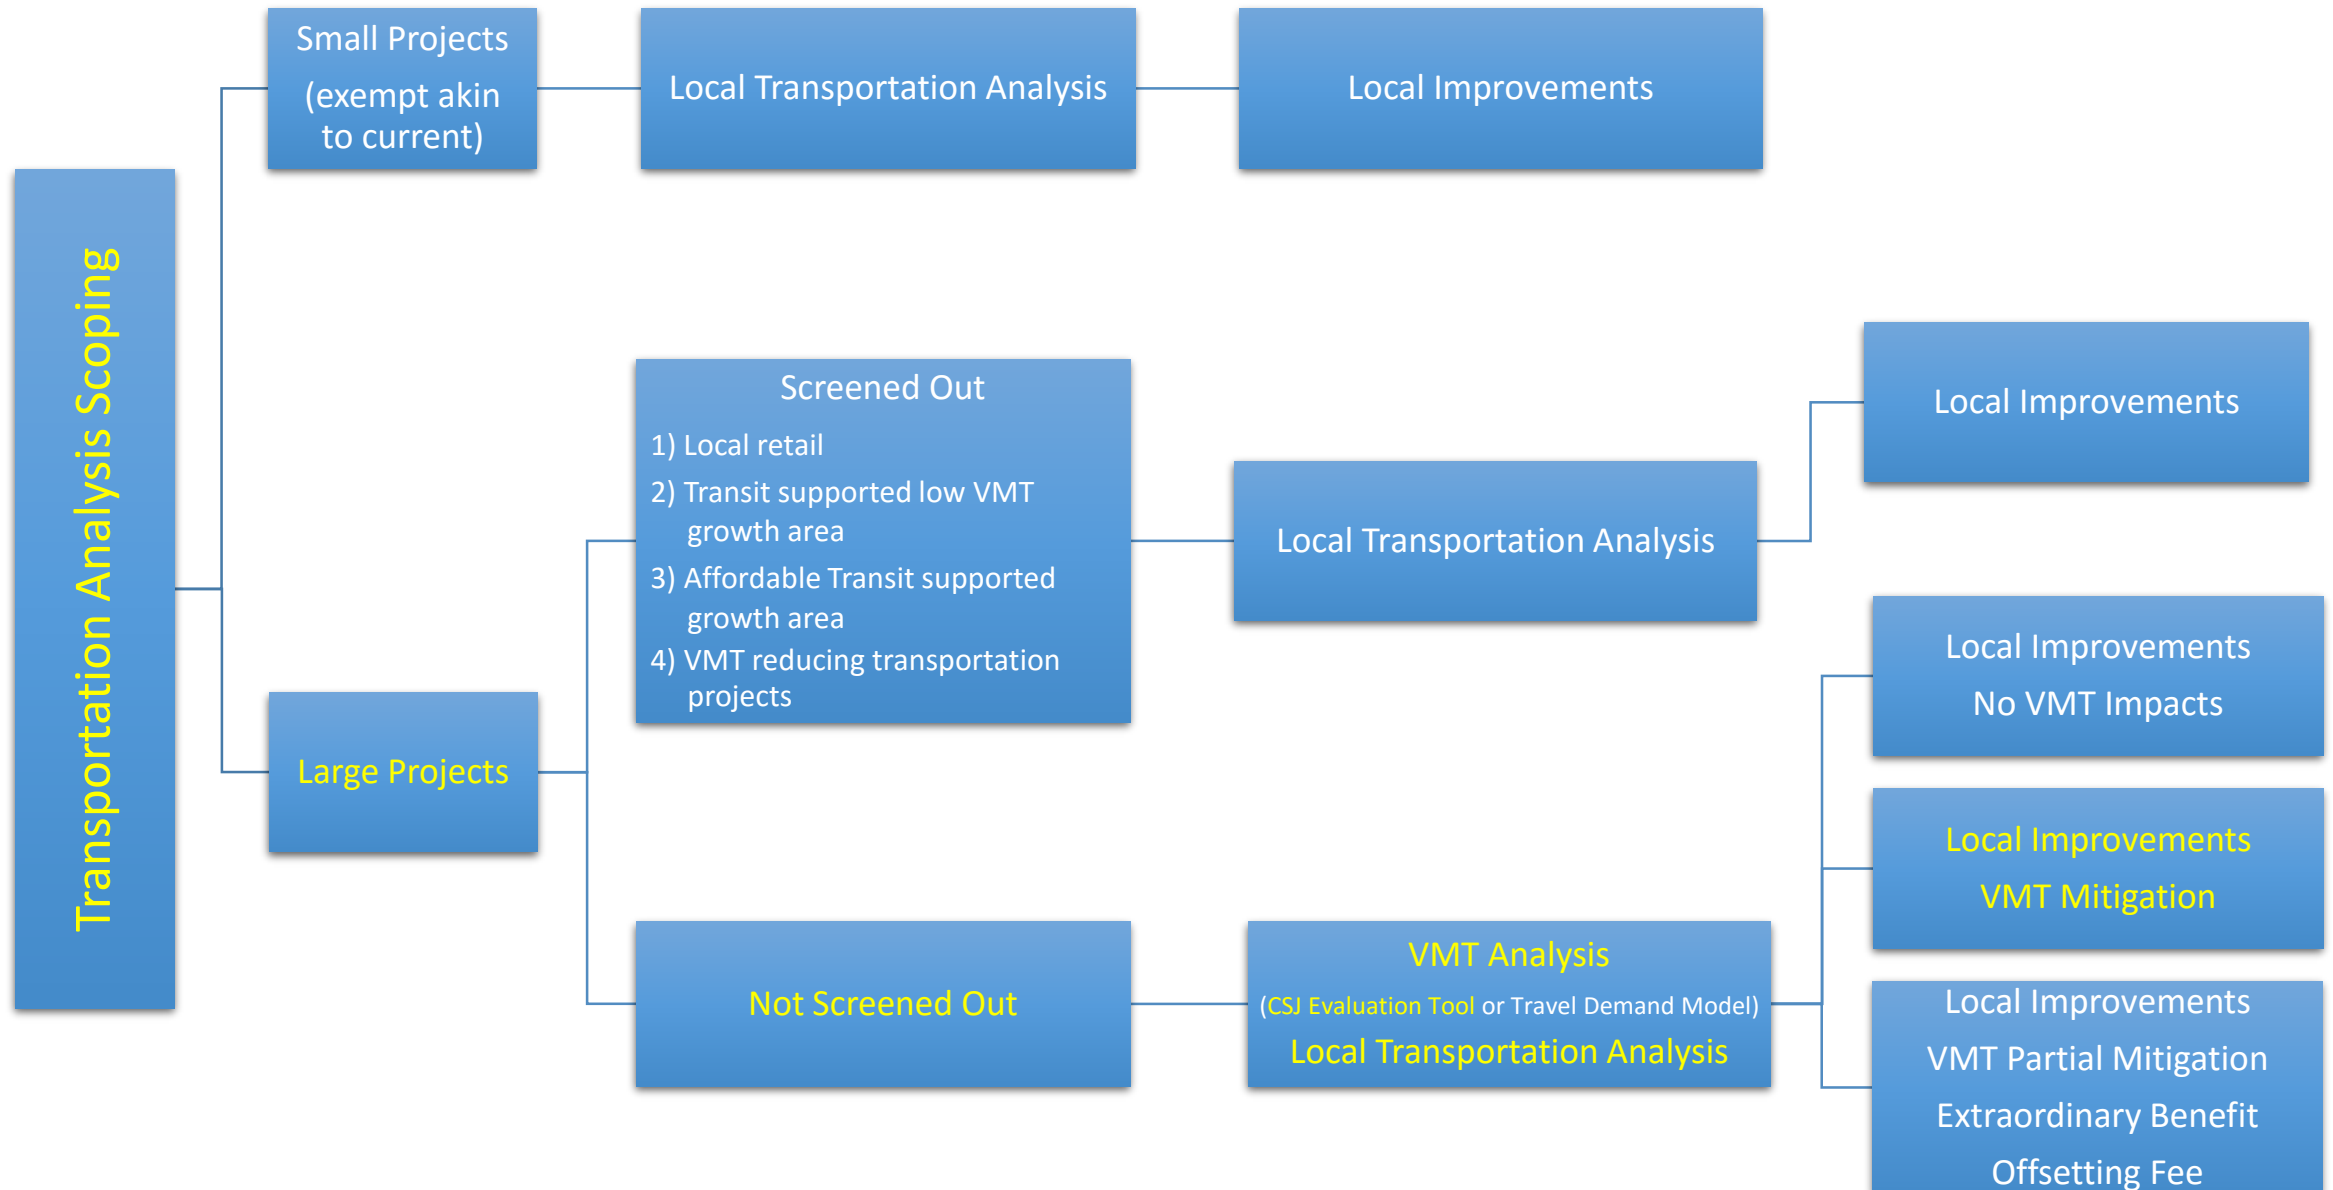 Transportation Analysis Scoping
Small Projects
(exempt akin
to current)
Local Transportation Analysis
Local Improvements
Large Projects
Screened Out
1) Local retail
2) Transit supported low VMT
growth area
3) Affordable Transit supported
growth area
4) VMT reducing transportation
projects
Local Transportation Analysis
Local Improvements
Not Screened Out
VMT Analysis
(CSJ Evaluation Tool or Travel Demand Model)
Local Transportation Analysis
Local Improvements
No VMT Impacts
Local Improvements
VMT Mitigation
Local Improvements
VMT Partial Mitigation
Extraordinary Benefit
Offsetting Fee